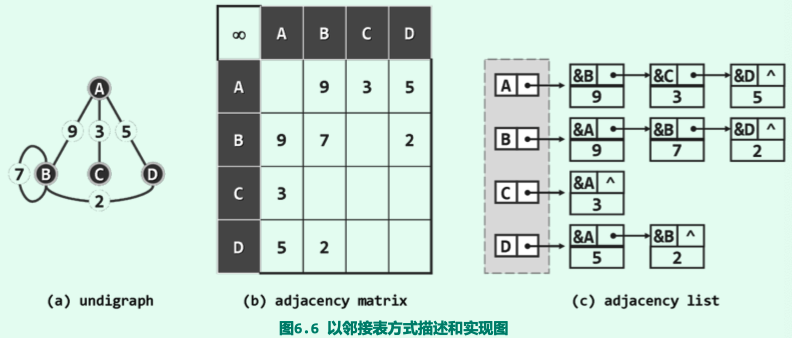 A
9 3 5
7 B C D
2
(a) undigraph
∞ A B C D
A 9 3 5
B 9 7 2
C 3
D 5 2
(b) adjacency matrix
A &B &C &D ^
9 3 5
B &A &B &D ^
9 7 2
C &A ^
3
D &A &B ^
5 2
(c) adjacency list
图6.6 以邻接表方式描述和实现图